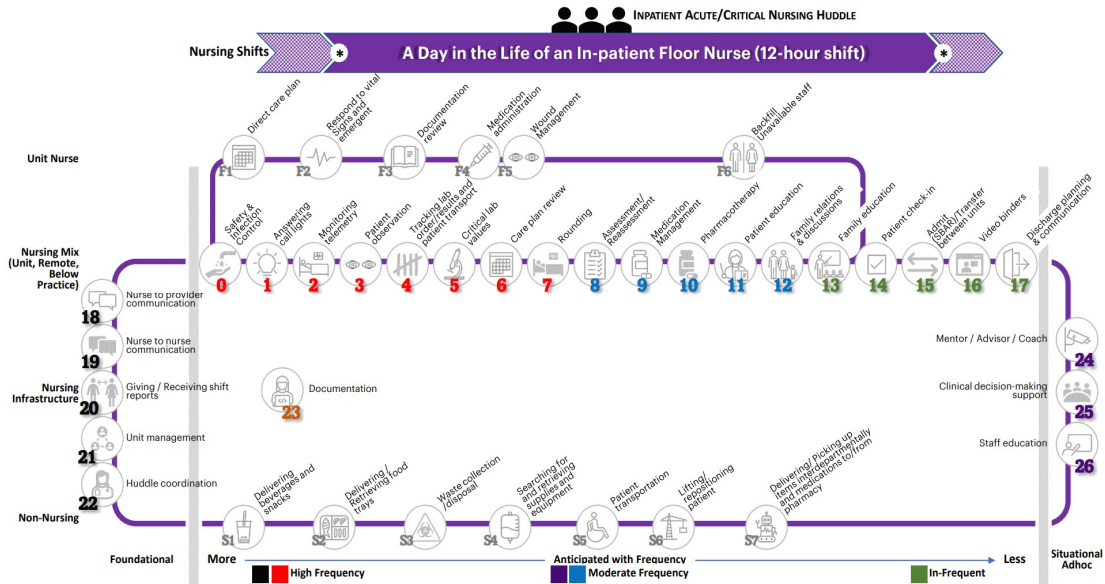 INPATIENT ACUTE/CRITICAL NURSING HUDDLE
Nursing Shifts
*
A Day in the Life of an In-patient Floor Nurse (12-hour shift)
*
Unit Nurse
Direct care plan
F1
Respond to vital
Signs and
emergent
F2
Documentation
review
F3
Medication
administration
F4
Wound
Management
F5
Backfill
Unavailable staff
F6
Nursing Mix
(Unit, Remote,
Below
Practice)
Safety &
Infection
Control
0
Answering
call lights
1
Monitoring
telemetry
2
Patient
observation
3
Tracking lab
order/results and
patient transport
4
Critical lab
values
5
Care plan review
6
Rounding
7
Assessment/
Reassessment
8
Medication
Management
9
Pharmacotherapy
10
Patient education
11
Family relations
& discussions
12
Family education
13
Patient check-in
14
Admit
(SBAR)/Transfer
between units
15
Video binders
16
Discharge planning
& communication
17
Nurse to provider
communication
18
Nurse to nurse
communication
19
Nursing
Infrastructure
Giving / Receiving shift
reports
20
Unit management
21
Huddle coordination
22
Documentation
23
Mentor / Advisor / Coach
24
Clinical decision-making
support
25
Staff education
26
Non-Nursing
Delivering
beverages and
snacks
S1
Delivering /
Retrieving food
trays
S2
Waste collection
/disposal
S3
Searching for
and retrieving
supplies and
equipment
S4
Patient
transportation
S5
Lifting/
repositioning
patient
S6
Delivering/ Picking up
items interdepartmentally
and medications to/from
pharmacy
S7
Foundational
More
Anticipated with Frequency
Less
Situational
Adhoc
High Frequency
Moderate Frequency
In-Frequent